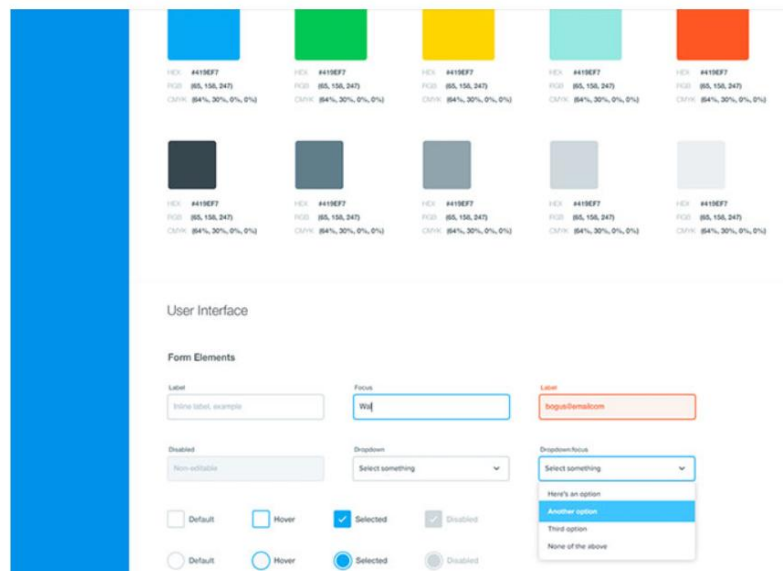 HEX #419EF7 HEX #419EF7 HEX #419EF7 HEX #419EF7 HEX #419EF7
RGB (65, 158, 247) RGB (65, 158, 247) RGB (65, 158, 247) RGB (65, 158, 247) RGB (65, 158, 247)
CMYK (64%, 30%, 0%, 0%) CMYK (64%, 30%, 0%, 0%) CMYK (64%, 30%, 0%, 0%) CMYK (64%, 30%, 0%, 0%) CMYK (64%, 30%, 0%, 0%)
HEX #419EF7 HEX #419EF7 HEX #419EF7 HEX #419EF7 HEX #419EF7
RGB (65, 158, 247) RGB (65, 158, 247) RGB (65, 158, 247) RGB (65, 158, 247) RGB (65, 158, 247)
CMYK (64%, 30%, 0%, 0%) CMYK (64%, 30%, 0%, 0%) CMYK (64%, 30%, 0%, 0%) CMYK (64%, 30%, 0%, 0%) CMYK (64%, 30%, 0%, 0%)
User Interface
Form Elements
Label Focus Label
Inline label, example Wal bogus@emailcom
Disabled Dropdown Dropdown focus
Non-editable Select something Select something
Here's an option
Another option
Third option
None of the above
Default Hover Selected Disabled
Default Hover Selected Disabled